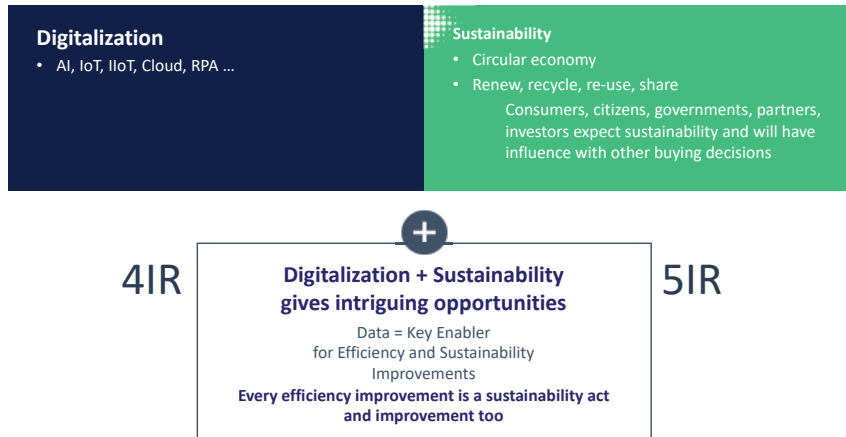 Digitalization
• AI, IoT, IIoT, Cloud, RPA ...
Sustainability
• Circular economy
• Renew, recycle, re-use, share
Consumers, citizens, governments, partners,
investors expect sustainability and will have
influence with other buying decisions
+
4IR
5IR
Digitalization + Sustainability
gives intriguing opportunities
Data = Key Enabler
for Efficiency and Sustainability
Improvements
Every efficiency improvement is a sustainability act
and improvement too